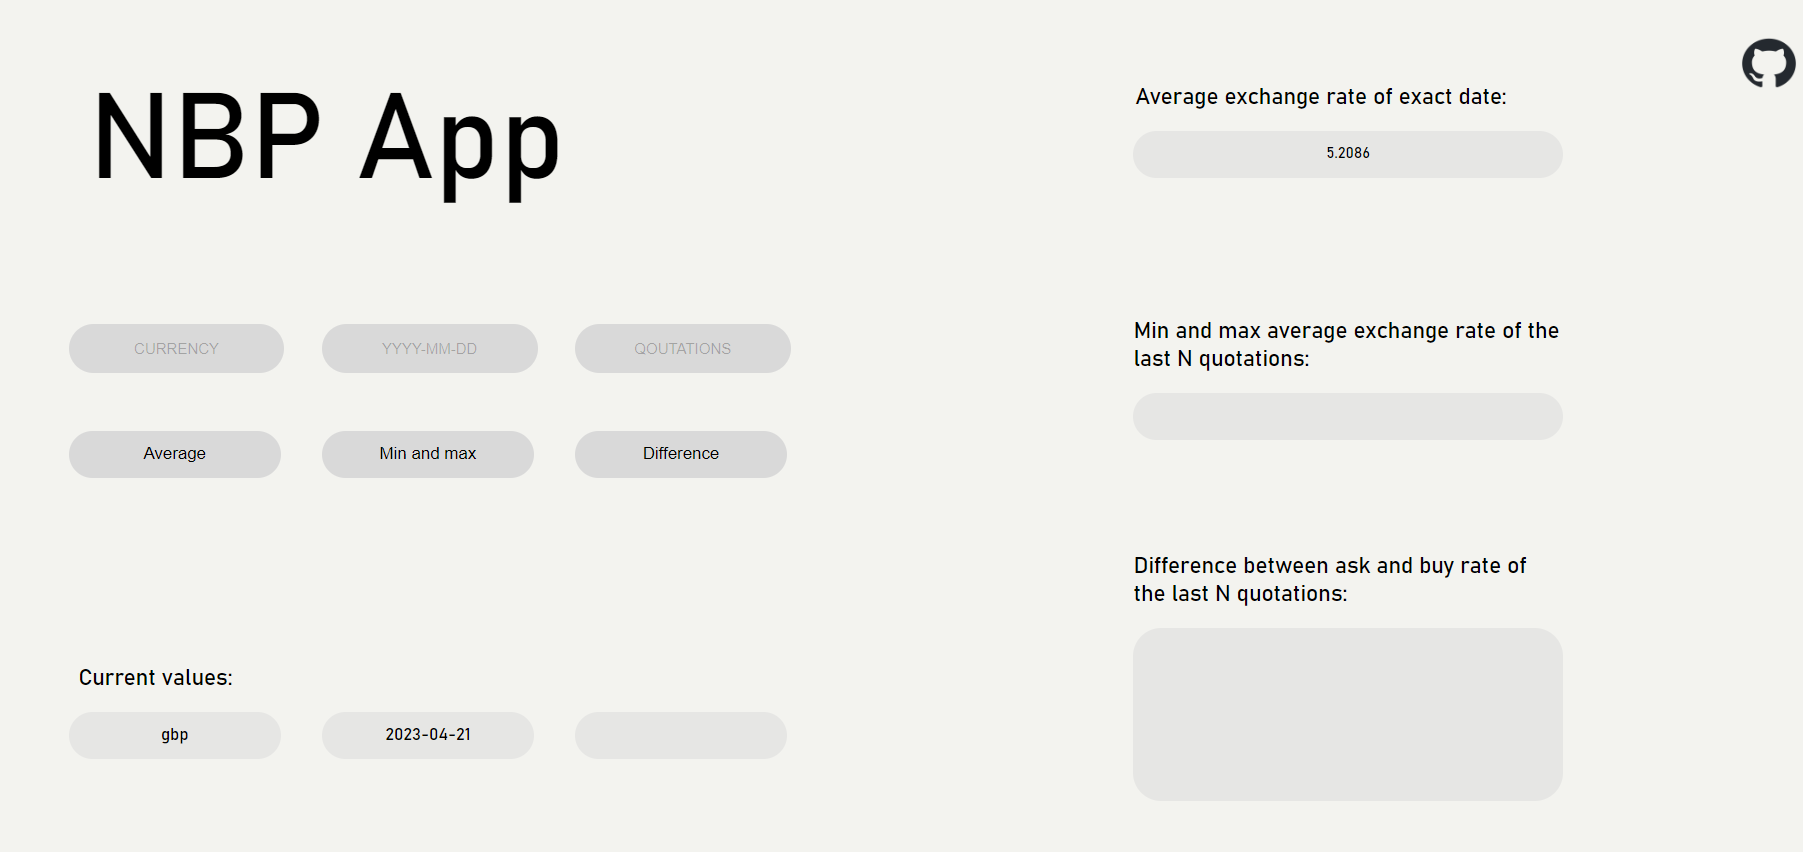 NBP App
CURRENCY
YYYY-MM-DD
QOUTATIONS
Average
Min and max
Difference
Current values:
gbp
2023-04-21
Average exchange rate of exact date:
5.2086
Min and max average exchange rate of the
last N quotations:
Difference between ask and buy rate of
the last N quotations: